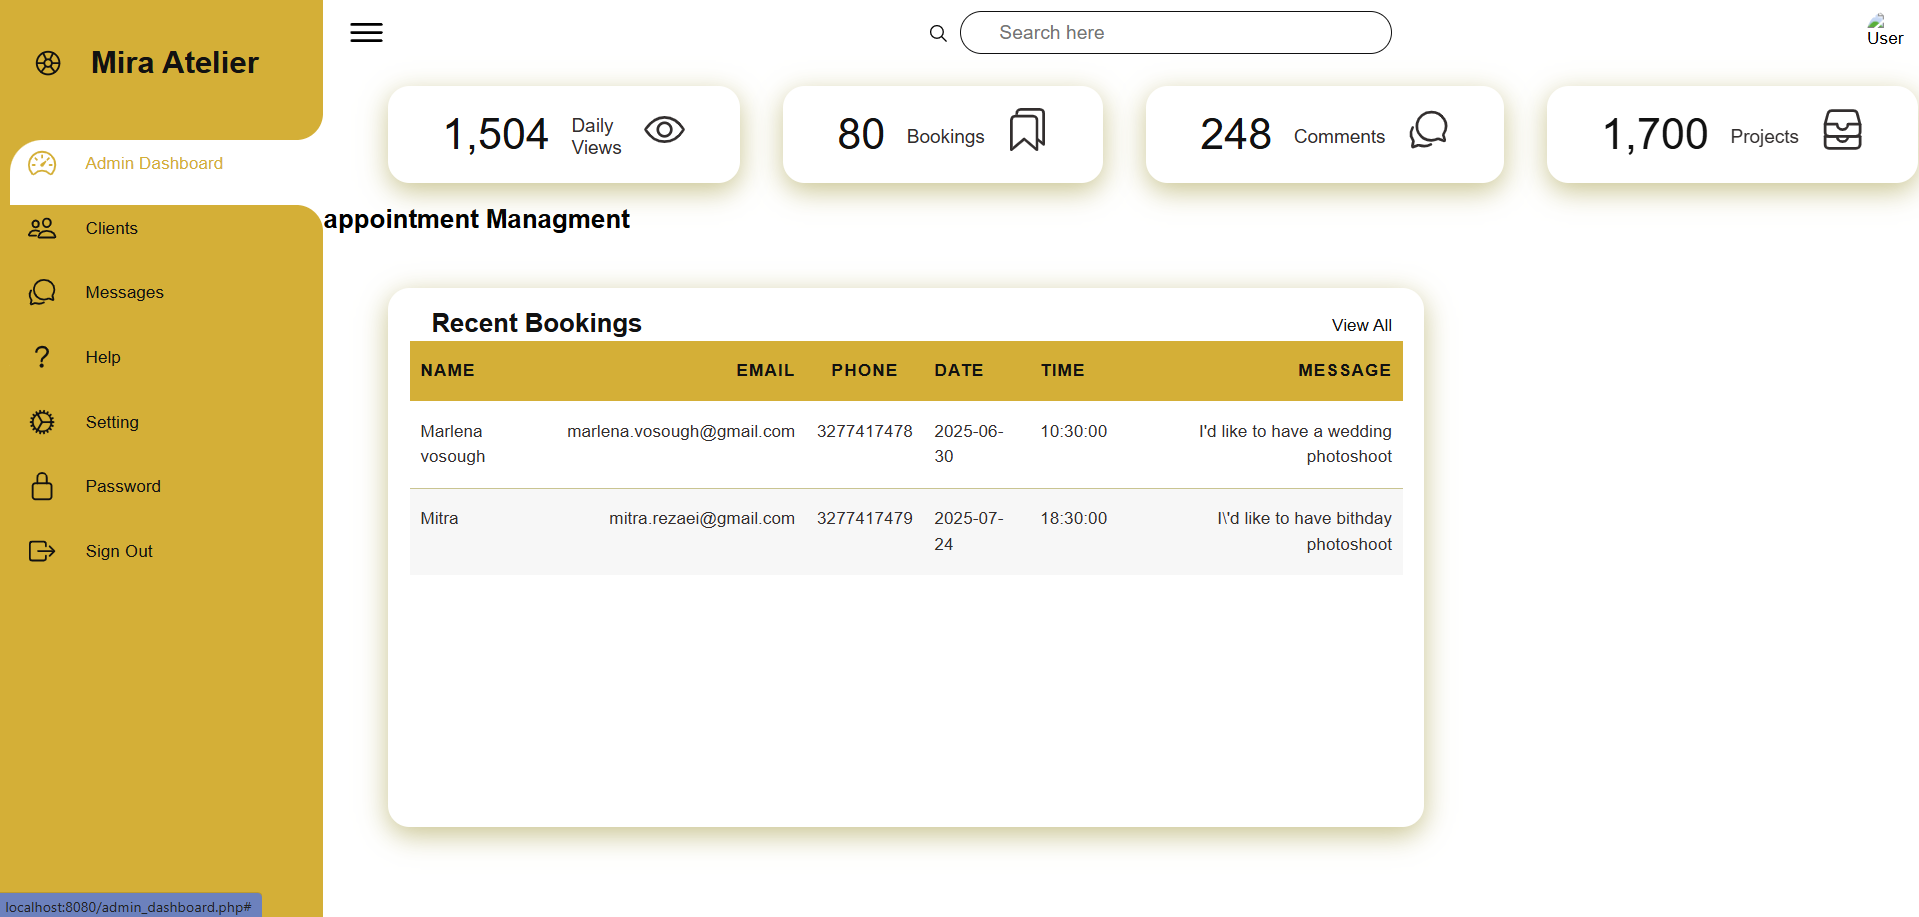 Mira Atelier
Search here
User
1,504 Daily Views
80 Bookings
248 Comments
1,700 Projects
Admin Dashboard
Clients
Messages
Help
Setting
Password
Sign Out
appointment Managment
Recent Bookings View All
NAME EMAIL PHONE DATE TIME MESSAGE
Marlena marlena.vosough@gmail.com 3277417478 2025-06- 10:30:00 I'd like to have a wedding
vosough 30 photoshoot
Mitra mitra.rezaei@gmail.com 3277417479 2025-07- 18:30:00 I\'d like to have bithday
24 photoshoot
localhost:8080/admin_dashboard.php#